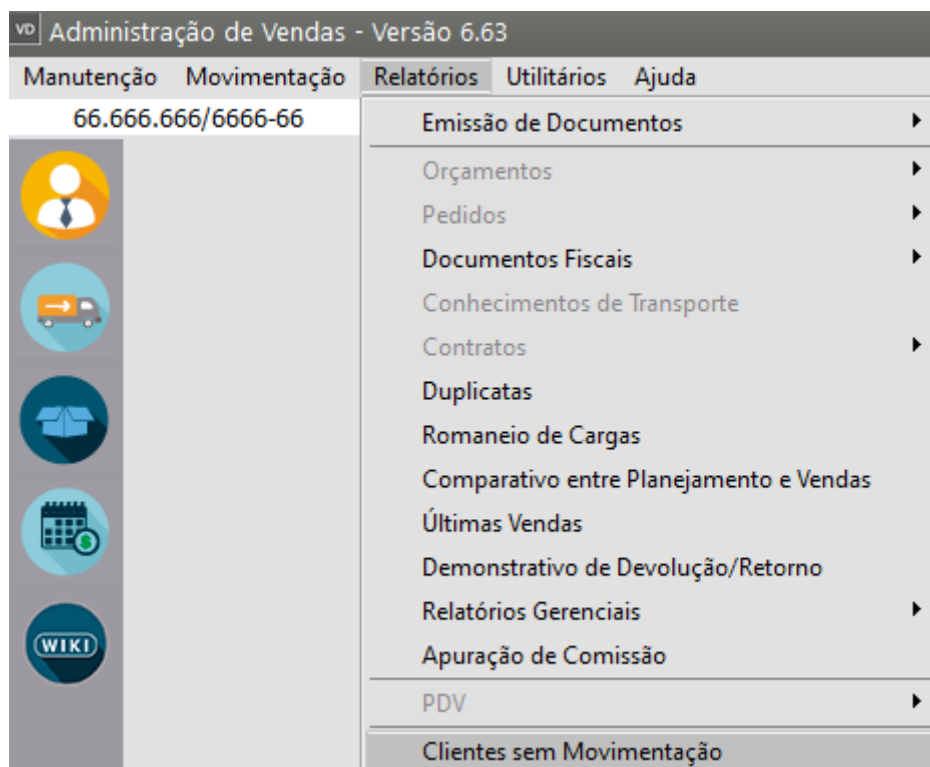 VD Administração de Vendas - Versão 6.63
Manutenção Movimentação Relatórios Utilitários Ajuda
66.666.666/6666-66
Emissão de Documentos
Orçamentos
Pedidos
Documentos Fiscais
Conhecimentos de Transporte
Contratos
Duplicatas
Romaneio de Cargas
Comparativo entre Planejamento e Vendas
Últimas Vendas
Demonstrativo de Devolução/Retorno
Relatórios Gerenciais
WIKI
Apuração de Comissão
PDV
Clientes sem Movimentação